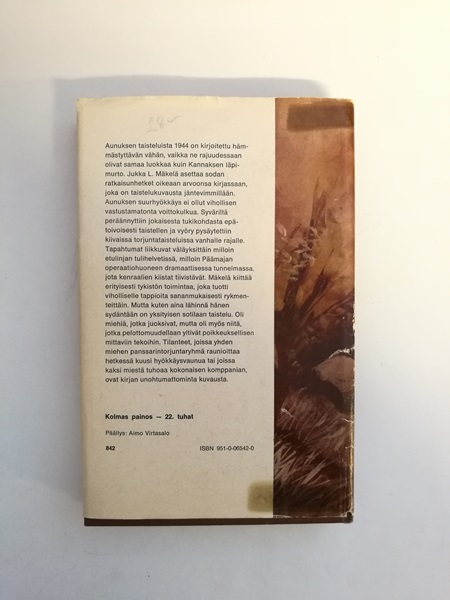 Aunuksen taisteluista 1944 on kirjoitettu häm-
mästyttävän vähän, vaikka ne rajuudessaan
olivat samaa luokkaa kuin Kannaksen läpi-
murto. Jukka L. Mäkelä asettaa sodan
ratkaisunhetket oikeaan arvoonsa kirjassaan,
joka on taistelukuvausta jäntevimmillään.
Aunuksen suurhyökkäys ei ollut vihollisen
vastustamatonta voittokulkua. Syväriltä
peräännyttiin jokaisesta tukikohdasta epä-
toivoisesti taistellen ja vyöry pysäytettiin
kiivaissa torjuntataisteluissa vanhalle rajalle.
Tapahtumat liikkuvat väläyksittäin milloin
etulinjan tulihelvetissä, milloin Päämajan
operaatiohuoneen dramaattisessa tunnelmassa,
jota kenraalien kiistat tiivistävät. Mäkelä kiittää
erityisesti tykistön toimintaa, joka tuotti
viholliselle tappioita sananmukaisesti rykmen-
teittäin. Mutta kuten aina lähinnä hänen
sydäntään on yksityisen sotilaan taistelu. Oli
miehiä, jotka juoksivat, mutta oli myös niitä,
jotka pelottomuudellaan yltivät poikkeuksellisen
mittaviin tekoihin. Tilanteet, joissa yhden
miehen panssarintorjuntaryhmä raunioittaa
hetkessä kuusi hyökkäysvaunua tai joissa
kaksi miestä tuhoaa kokonaisen komppanian,
ovat kirjan unohtumattominta kuvausta.
Kolmas painos — 22. tuhat
Päällys: Aimo Virtasalo
842 ISBN 951-0-06542-0